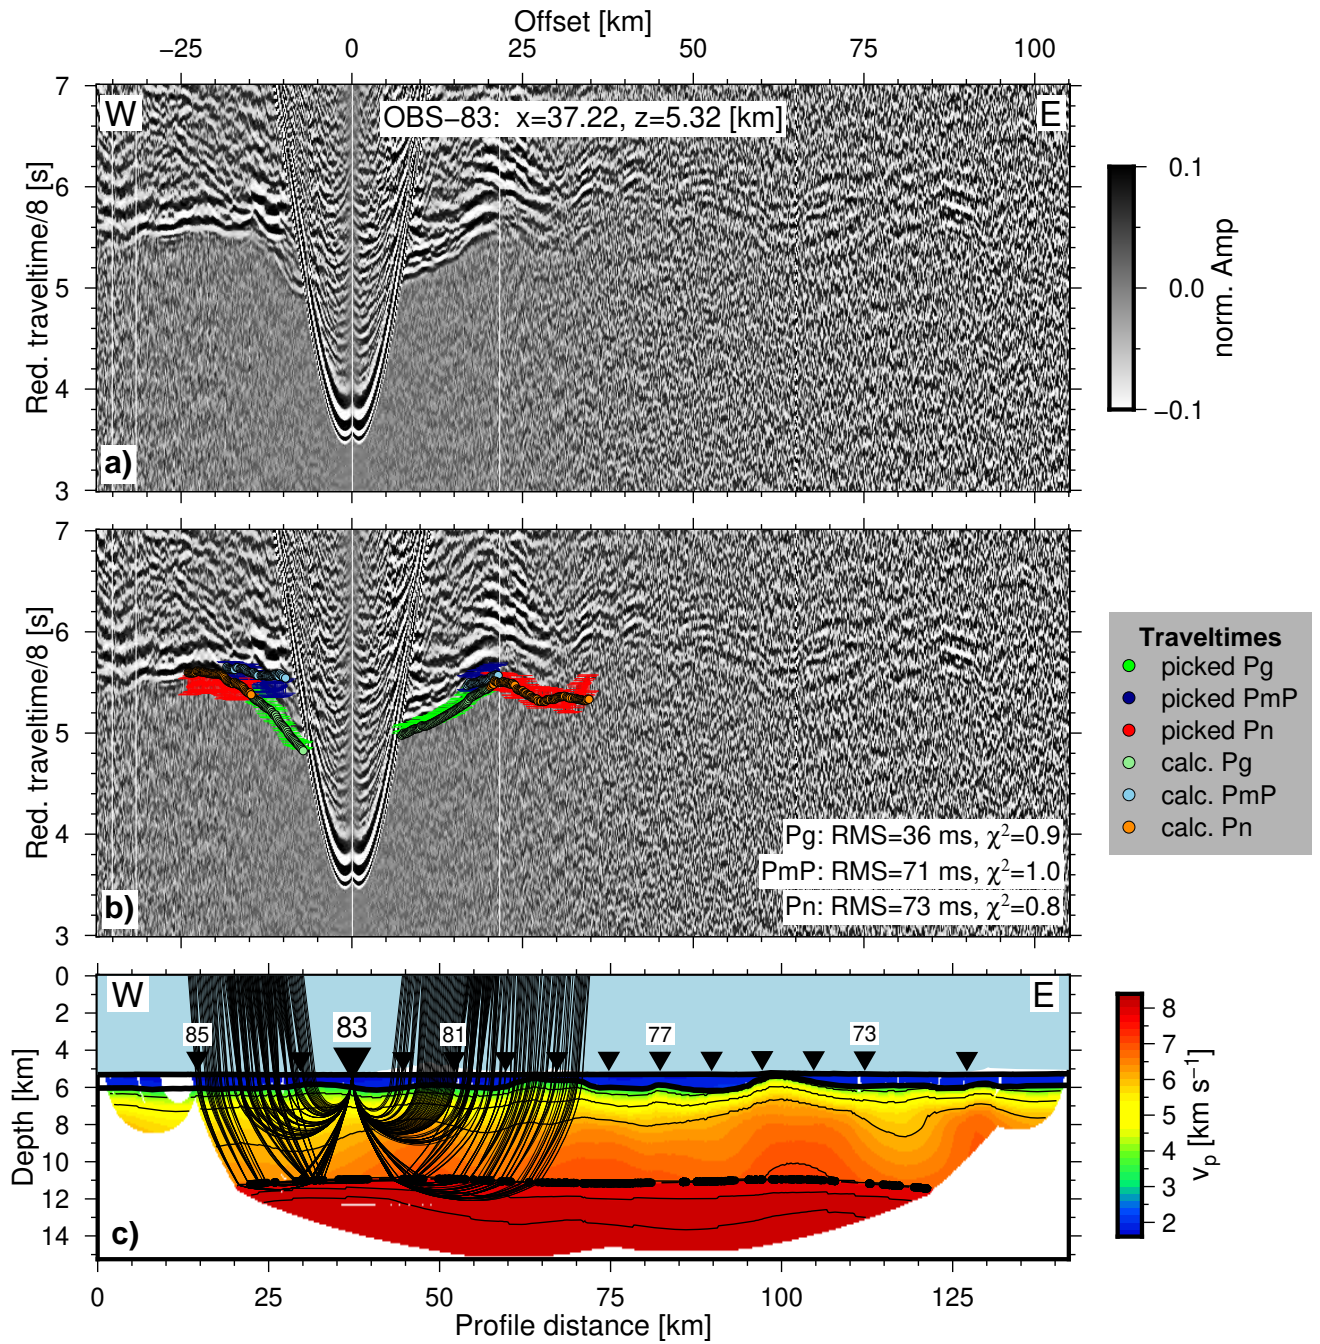 Offset [km]
−25 0 25 50 75 100
7
6
5
4
3
Red. traveltime/8 [s]
W
OBS−83: x=37.22, z=5.32 [km]
E
a)
0.1
0.0
−0.1
norm. Amp
7
6
5
4
3
Red. traveltime/8 [s]
Pg: RMS=36 ms, χ²=0.9
PmP: RMS=71 ms, χ²=1.0
Pn: RMS=73 ms, χ²=0.8
b)
Traveltimes
picked Pg
picked PmP
picked Pn
calc. Pg
calc. PmP
calc. Pn
0
2
4
6
8
10
12
14
Depth [km]
W
E
85 83 81 77 73
c)
8
7
6
5
4
3
2
vp [km s⁻¹]
0 25 50 75 100 125
Profile distance [km]